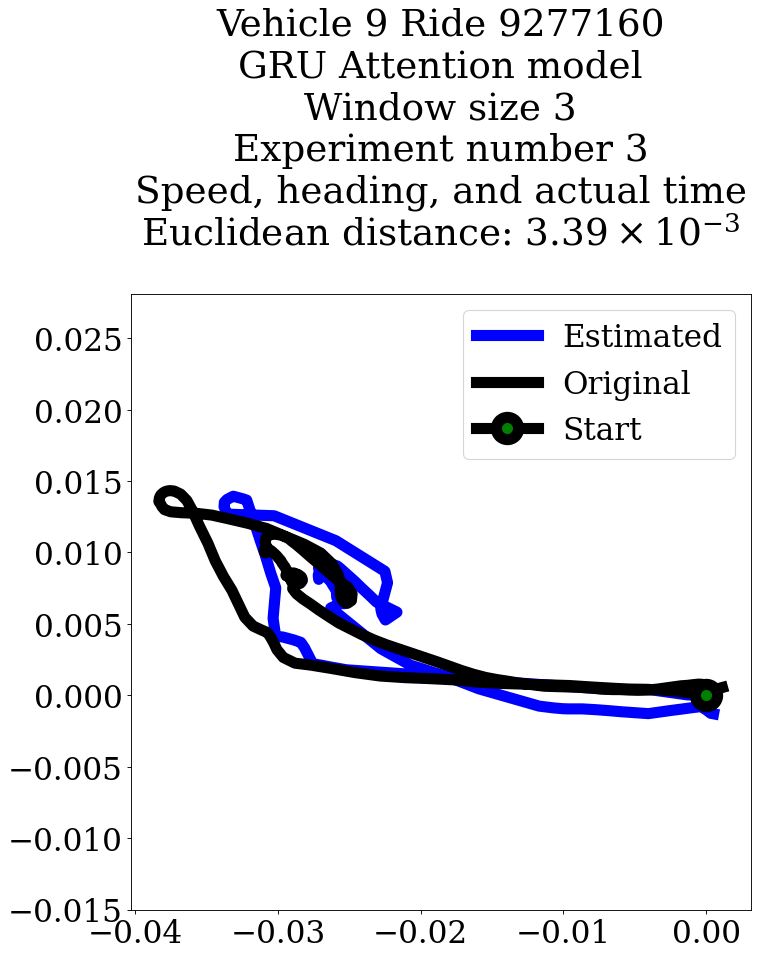 Vehicle 9 Ride 9277160
GRU Attention model
Window size 3
Experiment number 3
Speed, heading, and actual time
Euclidean distance: 3.39 × 10⁻³
Estimated
Original
Start
0.025
0.020
0.015
0.010
0.005
0.000
−0.005
−0.010
−0.015
−0.04 −0.03 −0.02 −0.01 0.00